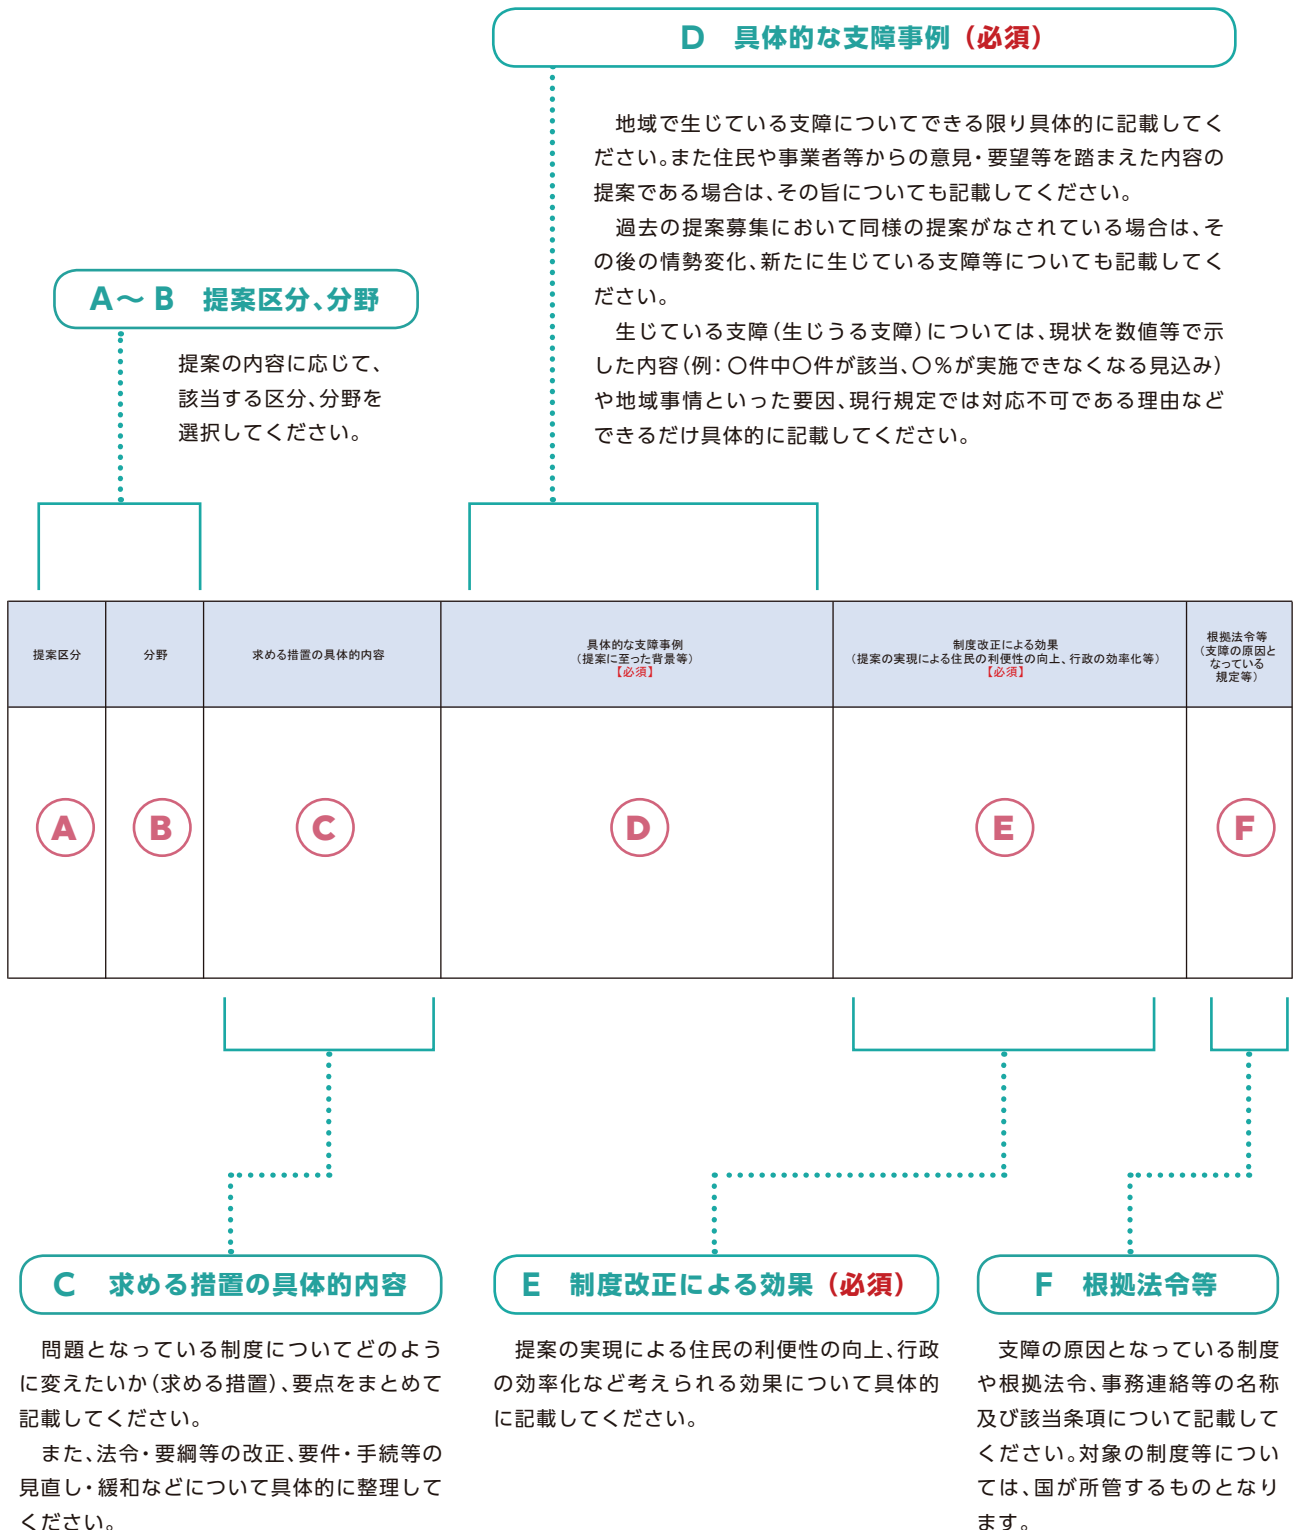 D 具体的な支障事例（必須）
地域で生じている支障についてできる限り具体的に記載してく
ださい。また住民や事業者等からの意見・要望等を踏まえた内容の
提案である場合は、その旨についても記載してください。
過去の提案募集において同様の提案がなされている場合は、そ
の後の情勢変化、新たに生じている支障等についても記載してく
ださい。
生じている支障（生じうる支障）については、現状を数値等で示
した内容（例：〇件中〇件が該当、〇％が実施できなくなる見込み）
や地域事情といった要因、現行規定では対応不可である理由など
できるだけ具体的に記載してください。
A～B 提案区分、分野
提案の内容に応じて、
該当する区分、分野を
選択してください。
提案区分
分野
求める措置の具体的内容
具体的な支障事例
（提案に至った背景等）
【必須】
制度改正による効果
（提案の実現による住民の利便性の向上、行政の効率化等）
【必須】
根拠法令等
（支障の原因と
なっている
規定等）
A
B
C
D
E
F
C 求める措置の具体的内容
問題となっている制度についてどのよう
に変えたいか（求める措置）、要点をまとめて
記載してください。
また、法令・要綱等の改正、要件・手続等の
見直し・緩和などについて具体的に整理して
ください。
E 制度改正による効果（必須）
提案の実現による住民の利便性の向上、行政
の効率化など考えられる効果について具体的
に記載してください。
F 根拠法令等
支障の原因となっている制度
や根拠法令、事務連絡等の名称
及び該当条項について記載して
ください。対象の制度等につい
ては、国が所管するものとなり
ます。